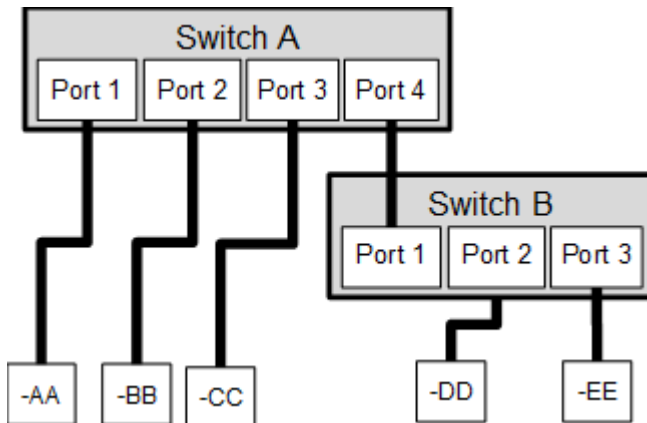 Switch A
Port 1 Port 2 Port 3 Port 4
Switch B
Port 1 Port 2 Port 3
-AA -BB -CC -DD -EE